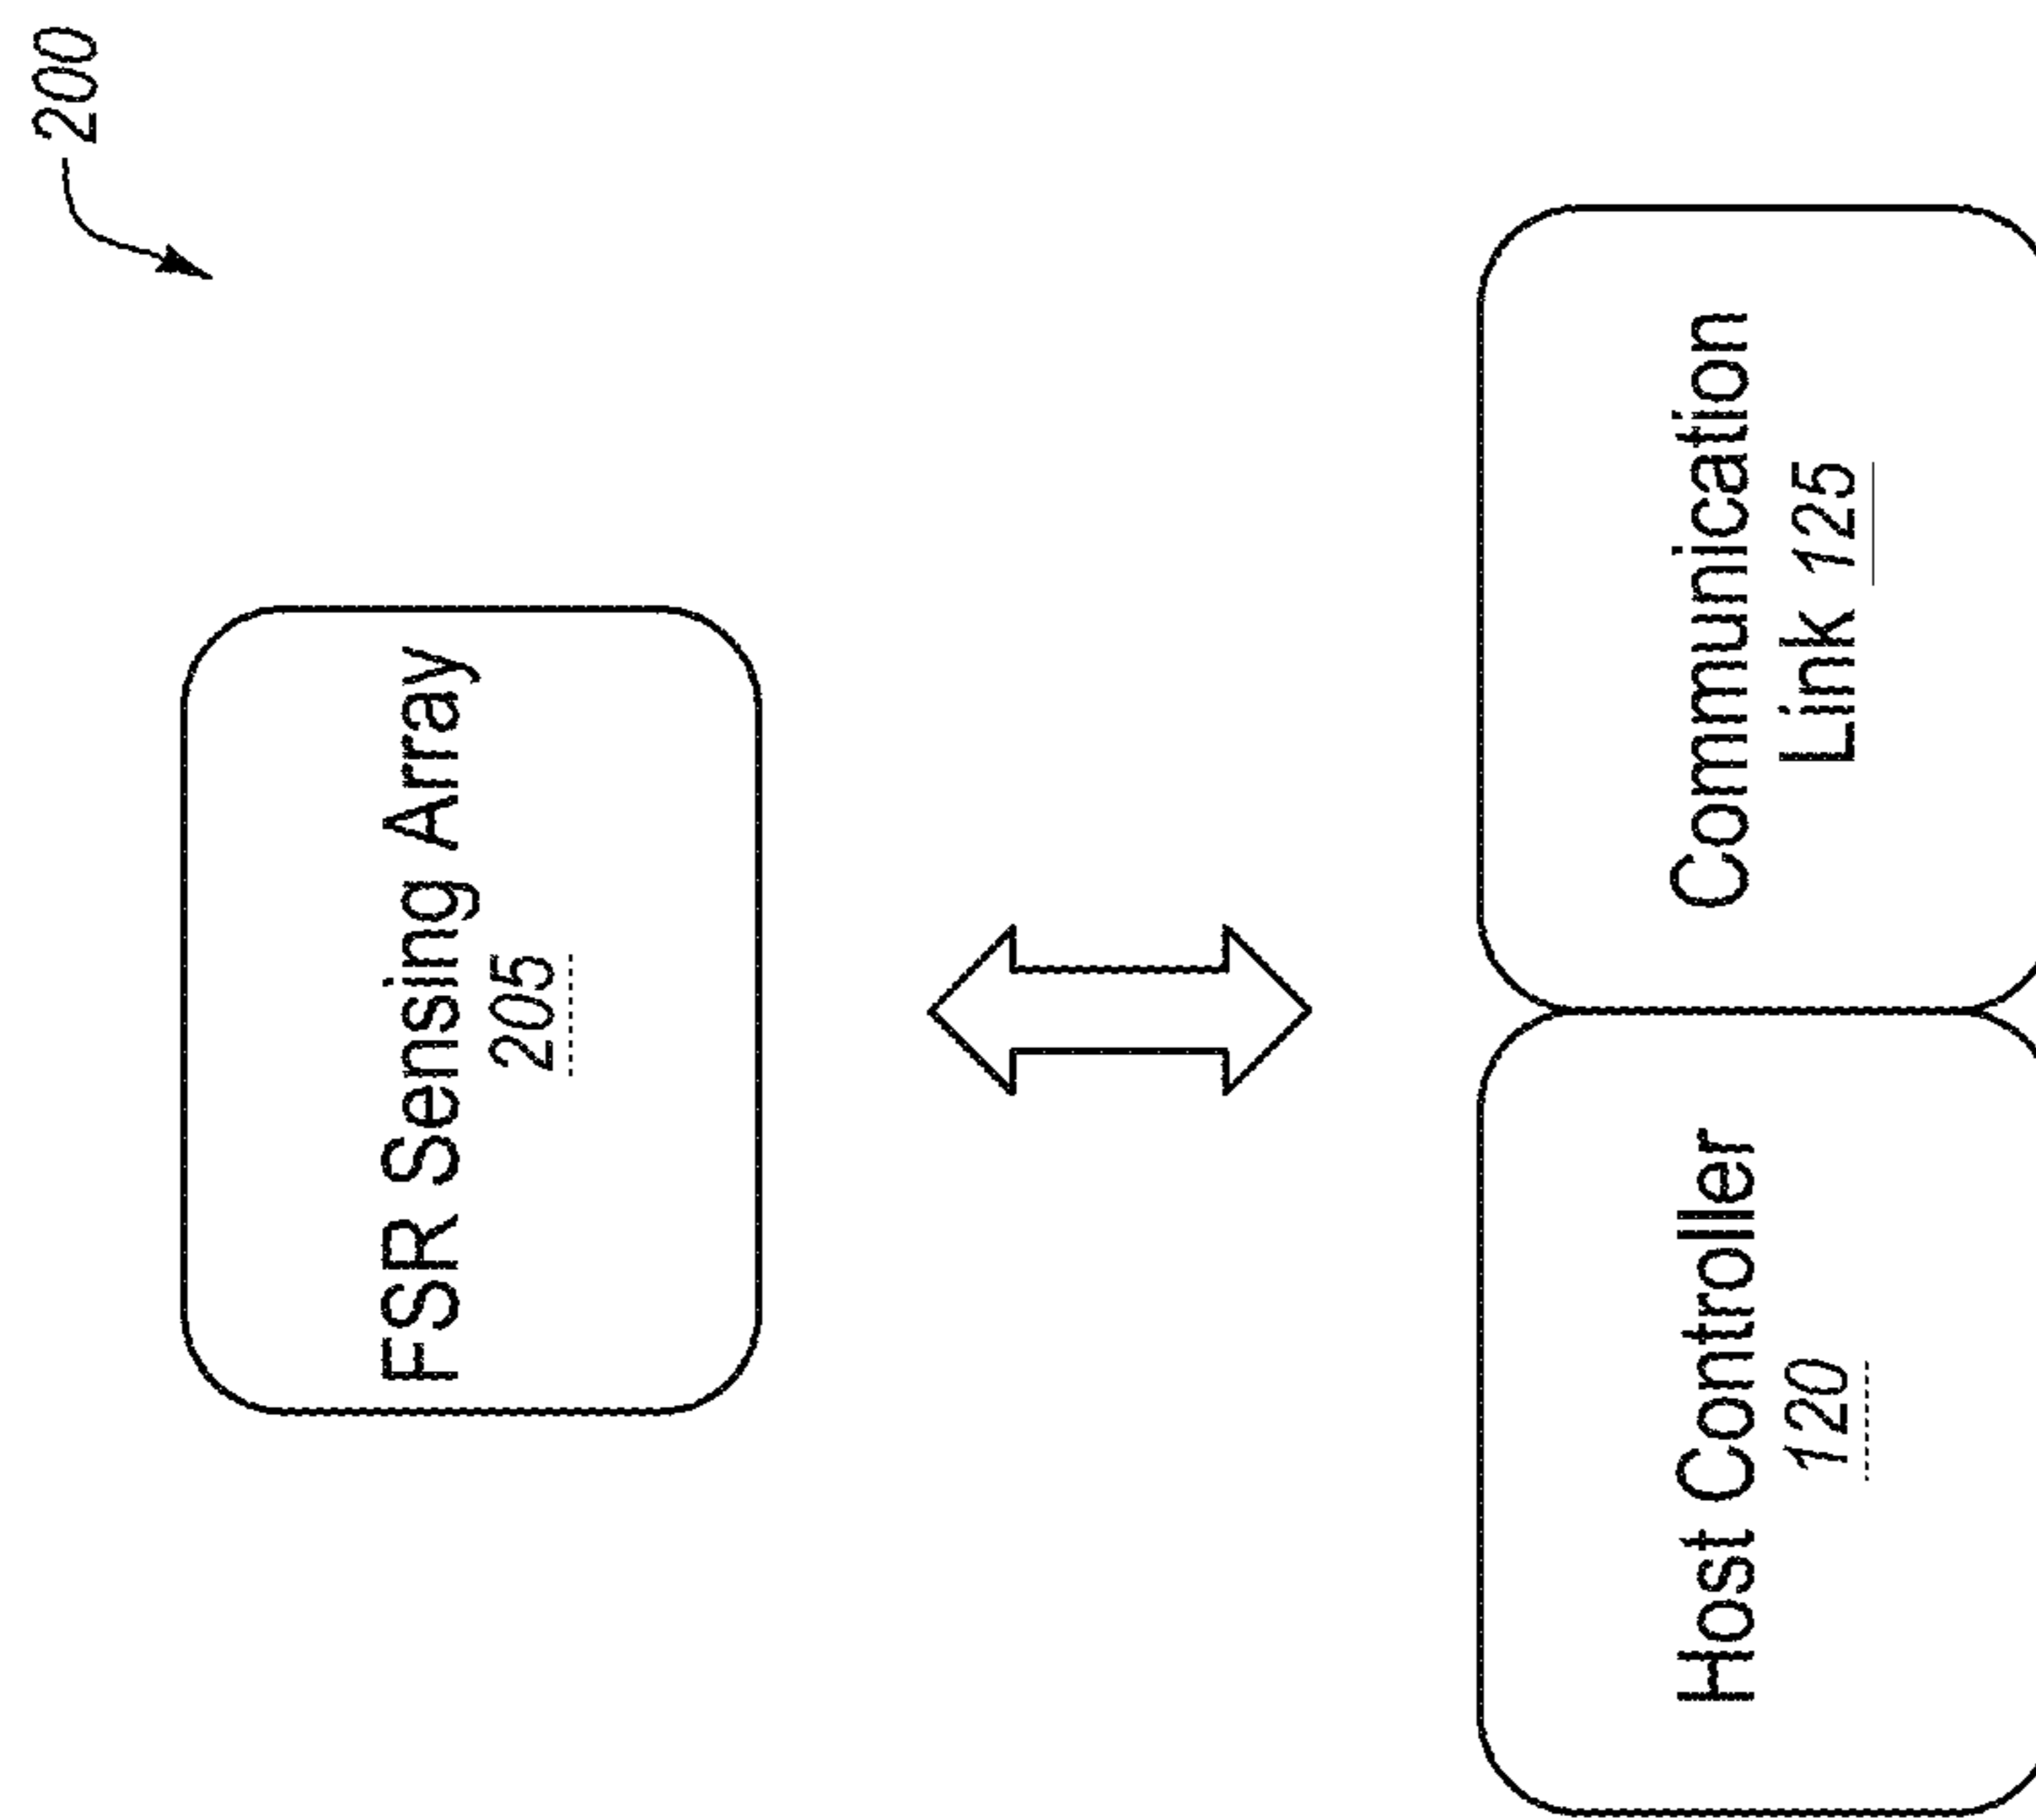 200
FSR Sensing Array
205
Host Controller
120
Communication
Link 125